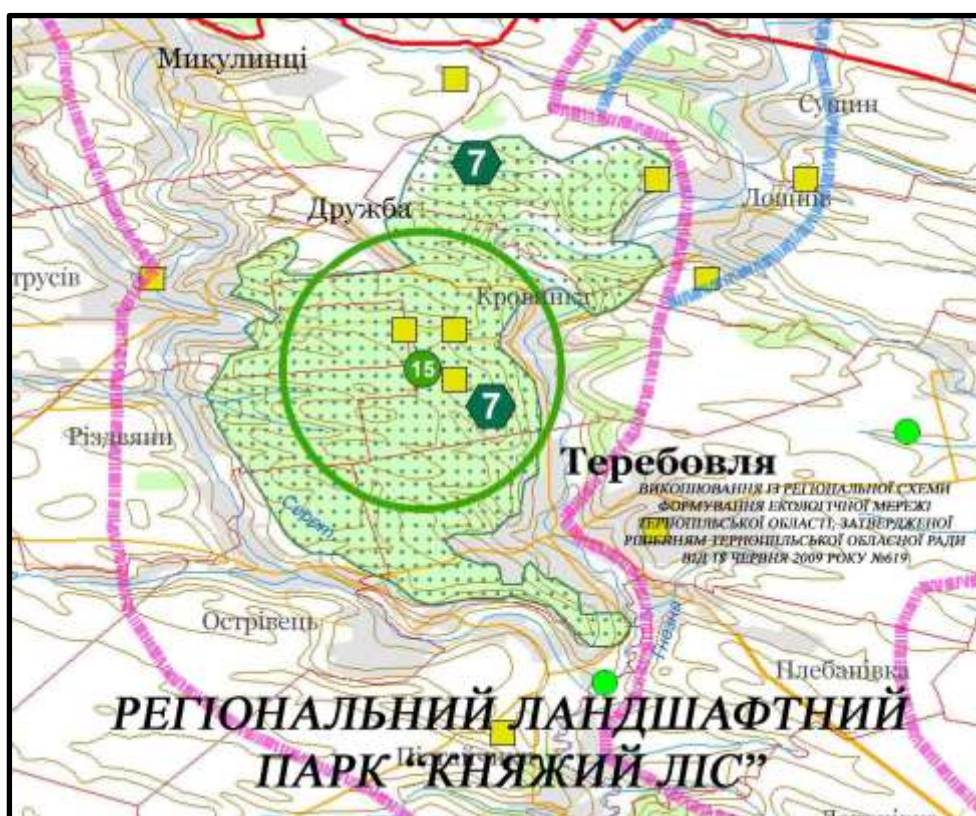 Микулинці
Сущин
7
Дружба
Лошнів
трусів
Кровинка
15
7
Різдвяни
Теребовля
ВИКОПІЮВАННЯ ІЗ РЕГІОНАЛЬНОЇ СХЕМИ
ФОРМУВАННЯ ЕКОЛОГІЧНОЇ МЕРЕЖІ
ТЕРНОПІЛЬСЬКОЇ ОБЛАСТІ, ЗАТВЕРДЖЕНОЇ
РІШЕННЯМ ТЕРНОПІЛЬСЬКОЇ ОБЛАСНОЇ РАДИ
ВІД 18 ЧЕРВНЯ 2009 РОКУ №619
Серет
Острівець
Гнезна
Плебанівка
РЕГІОНАЛЬНИЙ ЛАНДШАФТНИЙ
ПАРК “КНЯЖИЙ ЛІС”